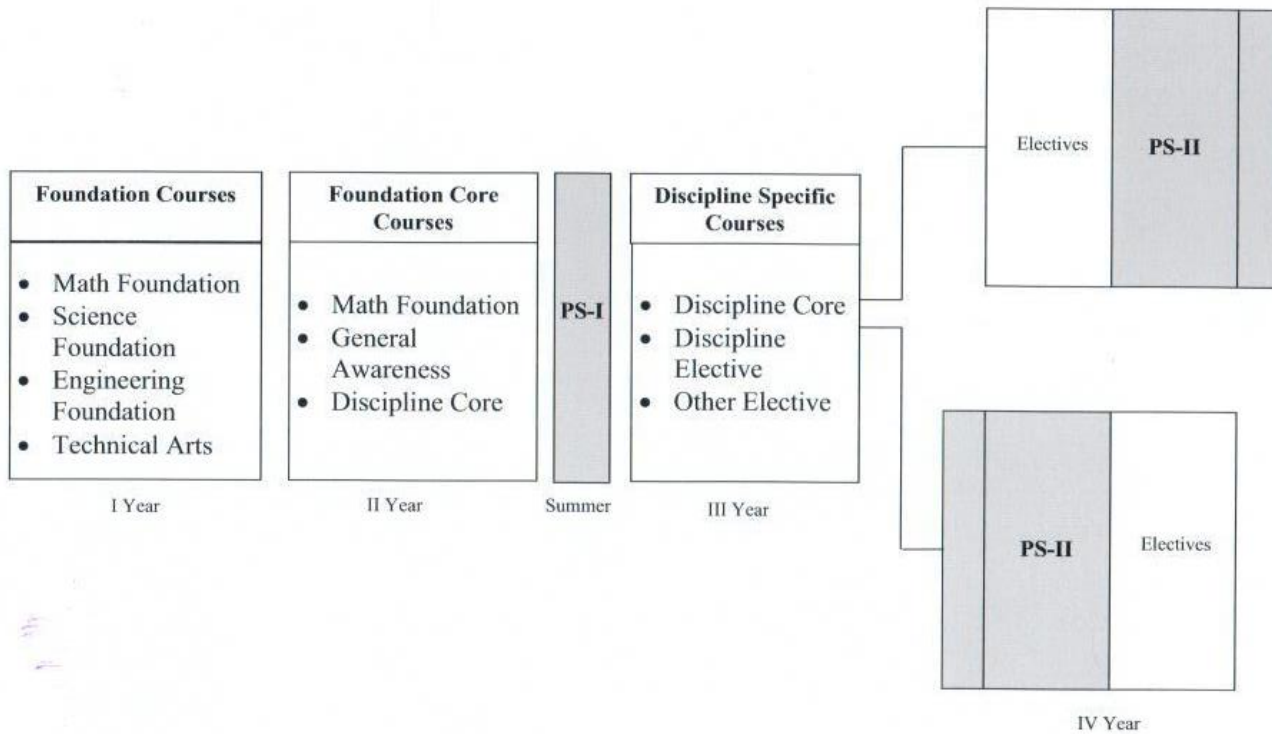 Foundation Courses
• Math Foundation
• Science
Foundation
• Engineering
Foundation
• Technical Arts
I Year
Foundation Core
Courses
• Math Foundation
• General
Awareness
• Discipline Core
II Year
PS-I
Summer
Discipline Specific
Courses
• Discipline Core
• Discipline
Elective
• Other Elective
III Year
Electives
PS-II
PS-II
Electives
IV Year